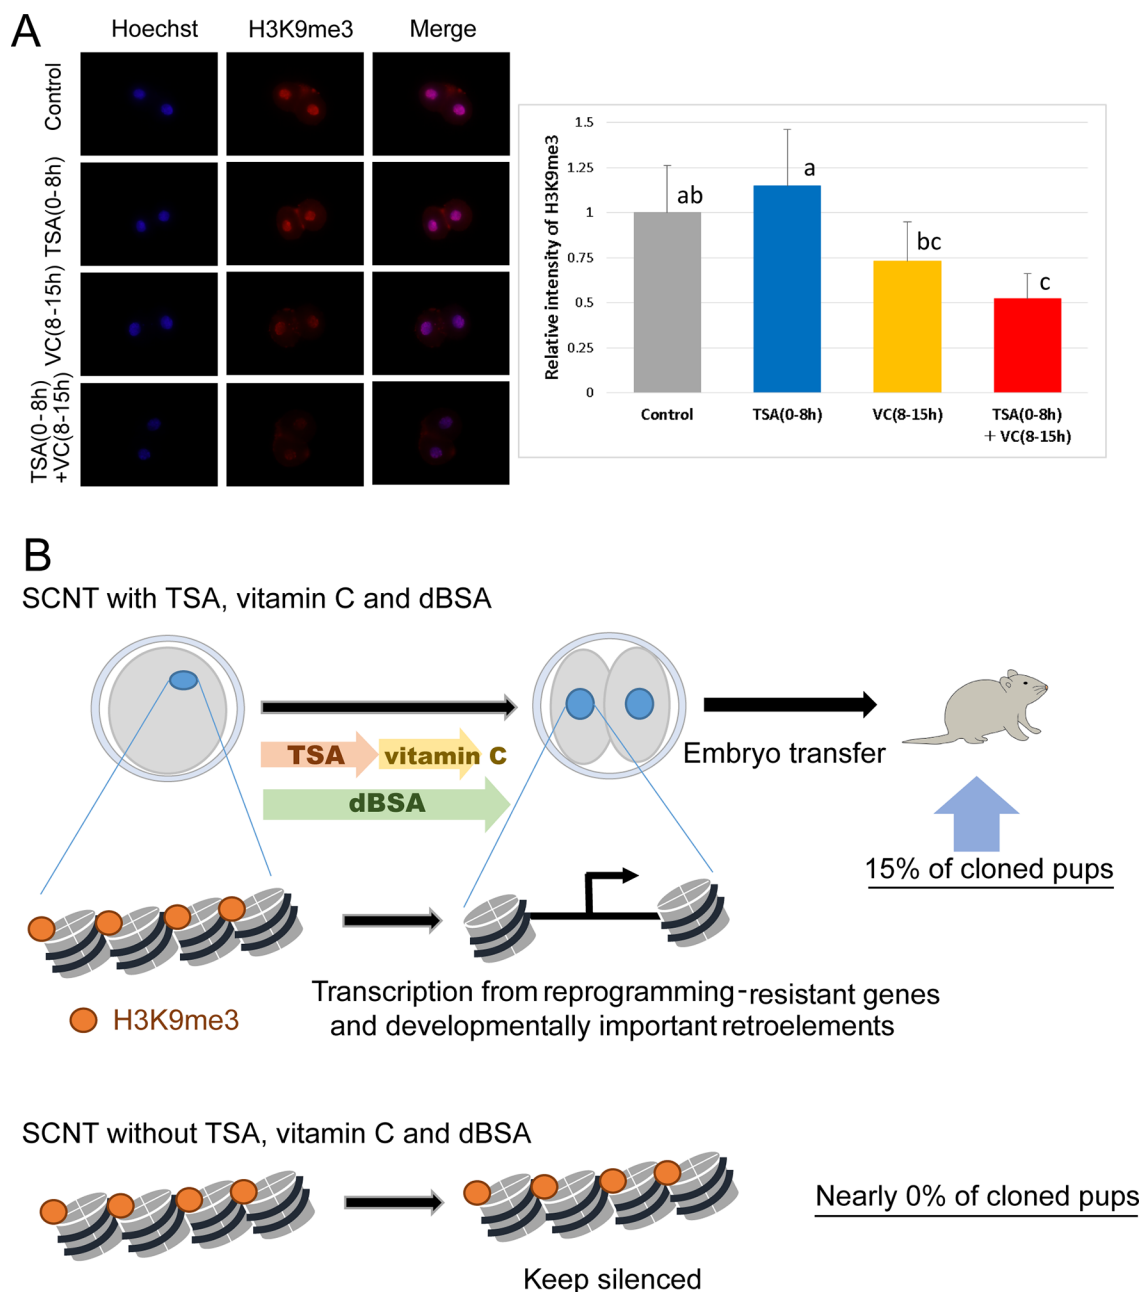 A
Hoechst
H3K9me3
Merge
Control
TSA(0-8h)
VC(8-15h)
TSA(0-8h)
+VC(8-15h)
Relative intensity of H3K9me3
1.5
1.25
1
0.75
0.5
0.25
0
ab
a
bc
c
Control
TSA(0-8h)
VC(8-15h)
TSA(0-8h)
+ VC(8-15h)
B
SCNT with TSA, vitamin C and dBSA
TSA
vitamin C
dBSA
Embryo transfer
15% of cloned pups
H3K9me3
Transcription from reprogramming-resistant genes
and developmentally important retroelements
SCNT without TSA, vitamin C and dBSA
Nearly 0% of cloned pups
Keep silenced